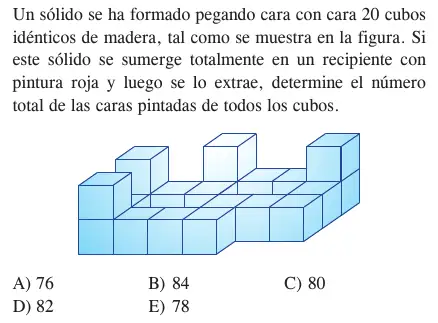 Un sólido se ha formado pegando cara con cara 20 cubos
idénticos de madera, tal como se muestra en la figura. Si
este sólido se sumerge totalmente en un recipiente con
pintura roja y luego se lo extrae, determine el número
total de las caras pintadas de todos los cubos.
A) 76 B) 84 C) 80
D) 82 E) 78